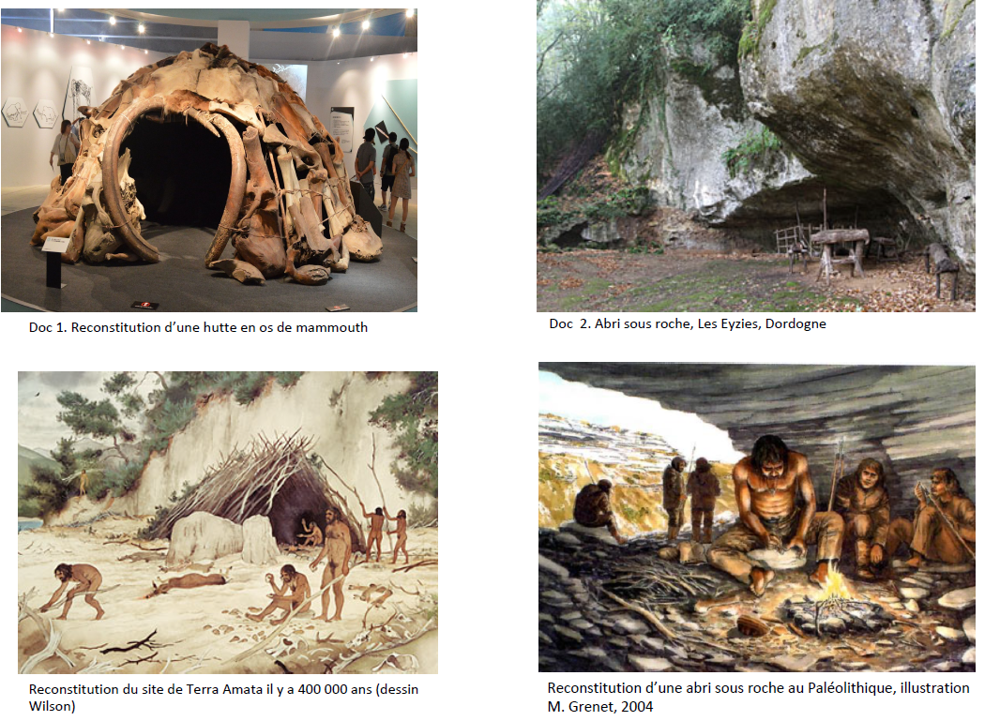 Doc 1. Reconstitution d'une hutte en os de mammouth
Doc 2. Abri sous roche, Les Eyzies, Dordogne
Reconstitution du site de Terra Amata il y a 400 000 ans (dessin
Wilson)
Reconstitution d'une abri sous roche au Paléolithique, illustration
M. Grenet, 2004